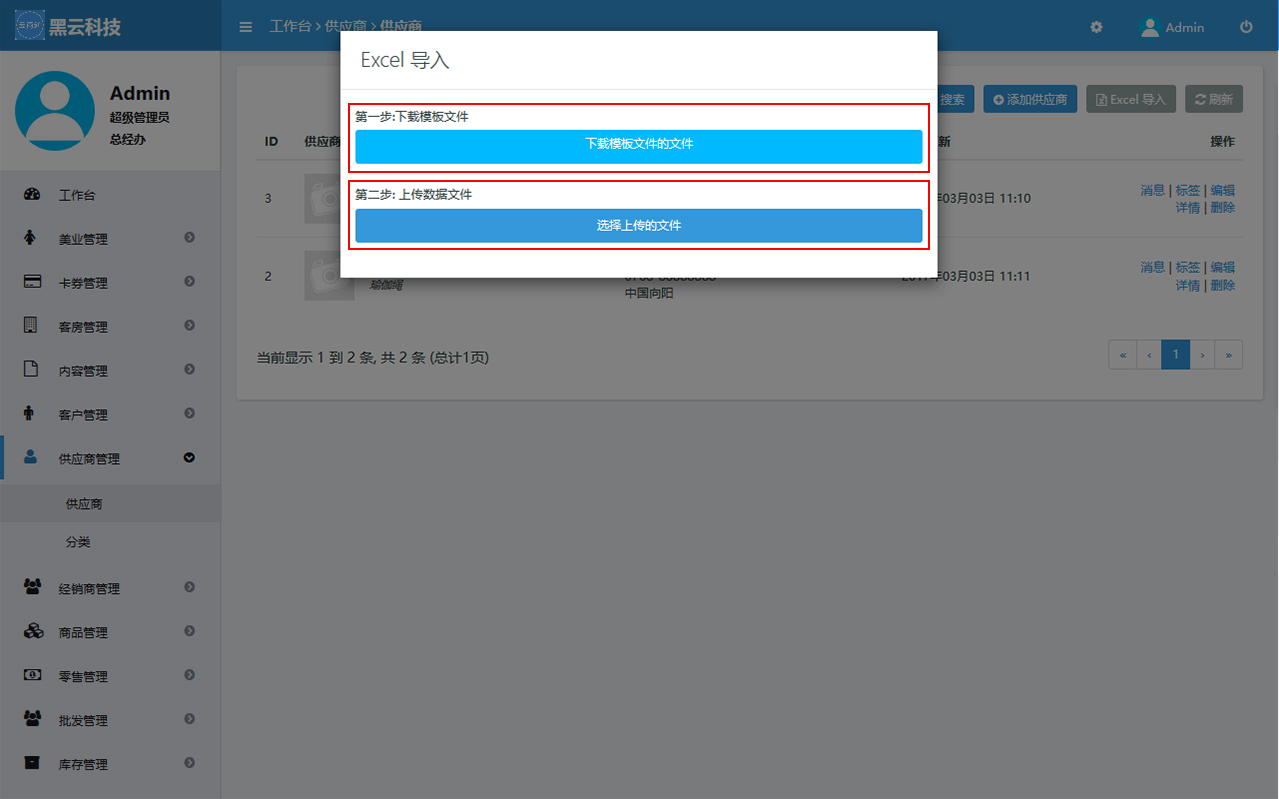 黑云科技
工作台 › 供应商 › 供应商
Admin
Excel 导入
Admin
超级管理员
总经办
搜索
添加供应商
Excel 导入
刷新
第一步:下载模板文件
下载模板文件的文件
第二步: 上传数据文件
选择上传的文件
ID
供应商
新
操作
3
年03月03日 11:10
消息 | 标签 | 编辑
详情 | 删除
2
年03月03日 11:11
消息 | 标签 | 编辑
详情 | 删除
中国向阳
当前显示 1 到 2 条, 共 2 条 (总计1页)
« ‹ 1 › »
工作台
美业管理
卡券管理
客房管理
内容管理
客户管理
供应商管理
供应商
分类
经销商管理
商品管理
零售管理
批发管理
库存管理